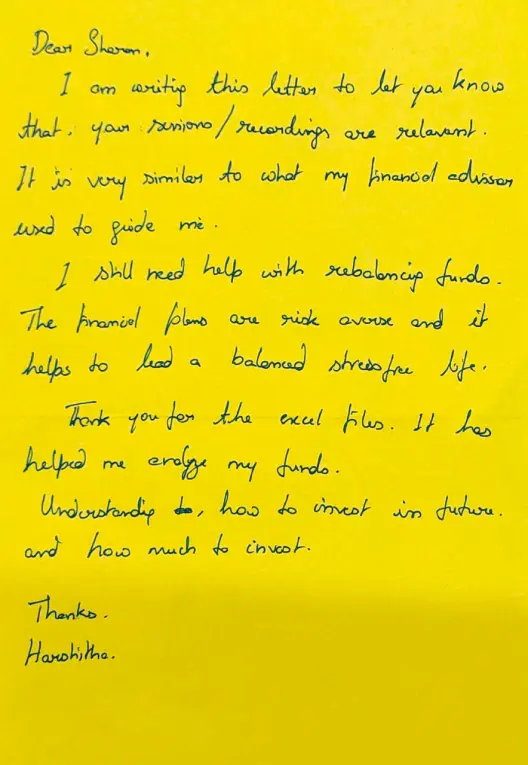 Dear Sharon,
I am writing this letter to let you know
that, your sessions/recordings are relavant.
It is very similar to what my financial advisor
used to guide me.
I still need help with rebalancing funds.
The financial plans are risk averse and it
helps to lead a balanced stress free life.
Thank you for the excel files. It has
helped me analyze my funds.
Understanding to, how to invest in future.
and how much to invest.
Thanks.
Harshitha.